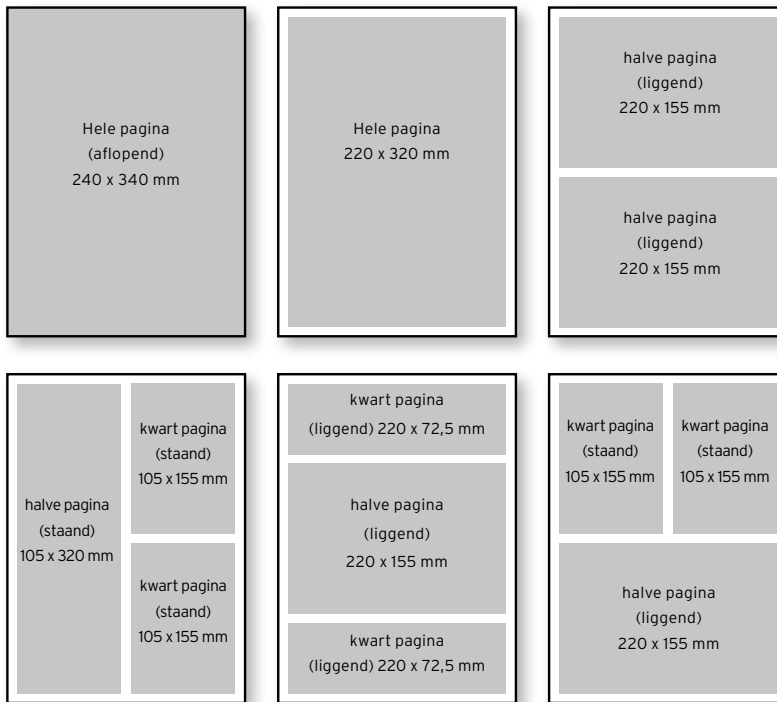 Hele pagina
(aflopend)
240 x 340 mm
Hele pagina
220 x 320 mm
halve pagina
(liggend)
220 x 155 mm
halve pagina
(liggend)
220 x 155 mm
halve pagina
(staand)
105 x 320 mm
kwart pagina
(staand)
105 x 155 mm
kwart pagina
(staand)
105 x 155 mm
kwart pagina
(liggend) 220 x 72,5 mm
halve pagina
(liggend)
220 x 155 mm
kwart pagina
(liggend) 220 x 72,5 mm
kwart pagina
(staand)
105 x 155 mm
kwart pagina
(staand)
105 x 155 mm
halve pagina
(liggend)
220 x 155 mm